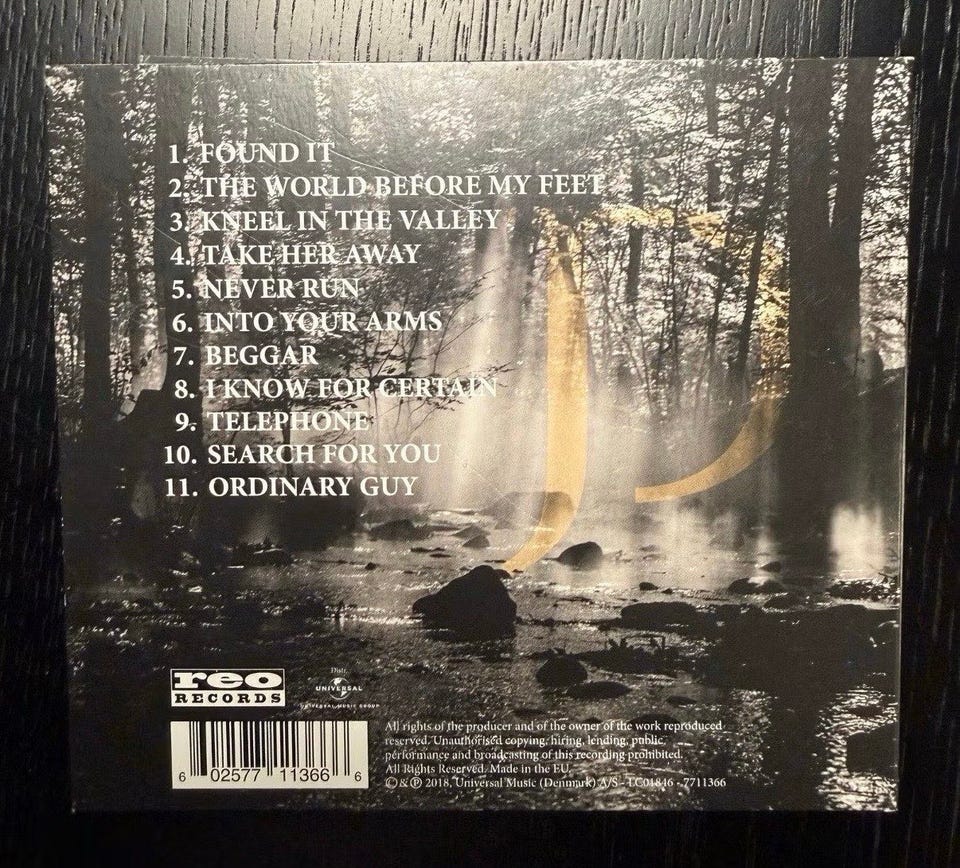 1. FOUND IT
2. THE WORLD BEFORE MY FEET
3. KNEEL IN THE VALLEY
4. TAKE HER AWAY
5. NEVER RUN
6. INTO YOUR ARMS
7. BEGGAR
8. I KNOW FOR CERTAIN
9. TELEPHONE
10. SEARCH FOR YOU
11. ORDINARY GUY
reo
RECORDS
Distr.
UNIVERSAL
UNIVERSAL MUSIC GROUP
6 02577 11366 6
All rights of the producer and of the owner of the work reproduced
reserved. Unauthorised copying, hiring, lending, public
performance and broadcasting of this recording prohibited.
All Rights Reserved. Made in the EU.
© & ℗ 2018, Universal Music (Denmark) A/S - LC01846 - 7711366